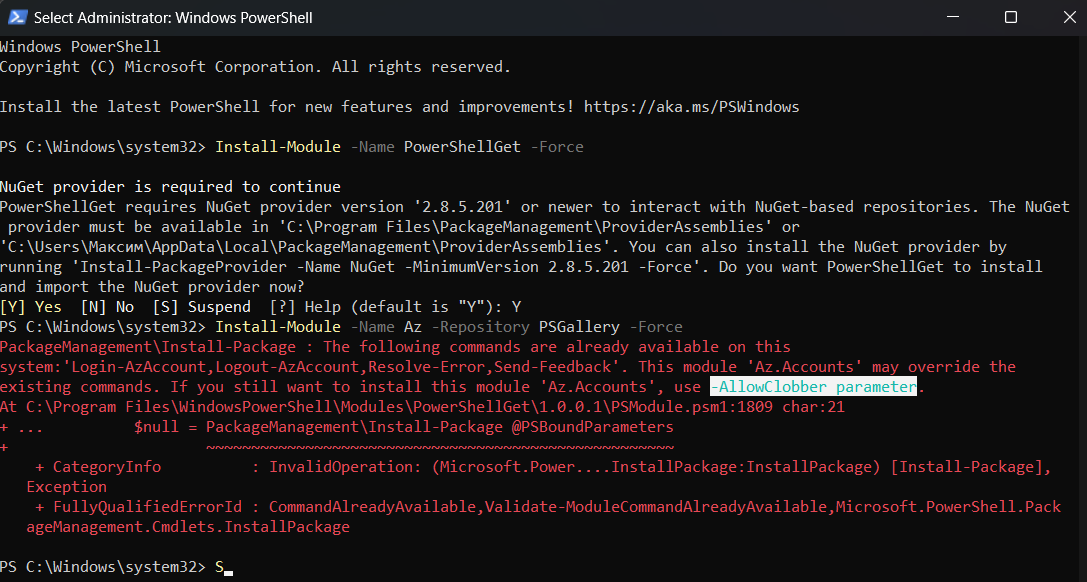 Select Administrator: Windows PowerShell
Windows PowerShell
Copyright (C) Microsoft Corporation. All rights reserved.
Install the latest PowerShell for new features and improvements! https://aka.ms/PSWindows
PS C:\Windows\system32> Install-Module -Name PowerShellGet -Force
NuGet provider is required to continue
PowerShellGet requires NuGet provider version '2.8.5.201' or newer to interact with NuGet-based repositories. The NuGet
 provider must be available in 'C:\Program Files\PackageManagement\ProviderAssemblies' or
'C:\Users\Максим\AppData\Local\PackageManagement\ProviderAssemblies'. You can also install the NuGet provider by
running 'Install-PackageProvider -Name NuGet -MinimumVersion 2.8.5.201 -Force'. Do you want PowerShellGet to install
and import the NuGet provider now?
[Y] Yes  [N] No  [S] Suspend  [?] Help (default is "Y"): Y
PS C:\Windows\system32> Install-Module -Name Az -Repository PSGallery -Force
PackageManagement\Install-Package : The following commands are already available on this
system:'Login-AzAccount,Logout-AzAccount,Resolve-Error,Send-Feedback'. This module 'Az.Accounts' may override the
existing commands. If you still want to install this module 'Az.Accounts', use -AllowClobber parameter.
At C:\Program Files\WindowsPowerShell\Modules\PowerShellGet\1.0.0.1\PSModule.psm1:1809 char:21
+ ...          $null = PackageManagement\Install-Package @PSBoundParameters
+                      ~~~~~~~~~~~~~~~~~~~~~~~~~~~~~~~~~~~~~~~~~~~~~~~~~~~~
    + CategoryInfo          : InvalidOperation: (Microsoft.Power....InstallPackage:InstallPackage) [Install-Package],
   Exception
    + FullyQualifiedErrorId : CommandAlreadyAvailable,Validate-ModuleCommandAlreadyAvailable,Microsoft.PowerShell.Pack
   ageManagement.Cmdlets.InstallPackage
PS C:\Windows\system32> S